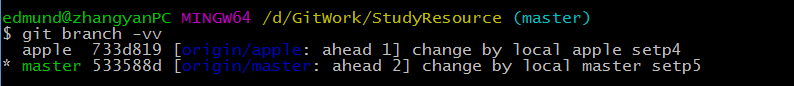 edmund@zhangyanPC MINGW64 /d/GitWork/StudyResource (master)
$ git branch -vv
  apple  733d819 [origin/apple: ahead 1] change by local apple setp4
* master 533588d [origin/master: ahead 2] change by local master setp5